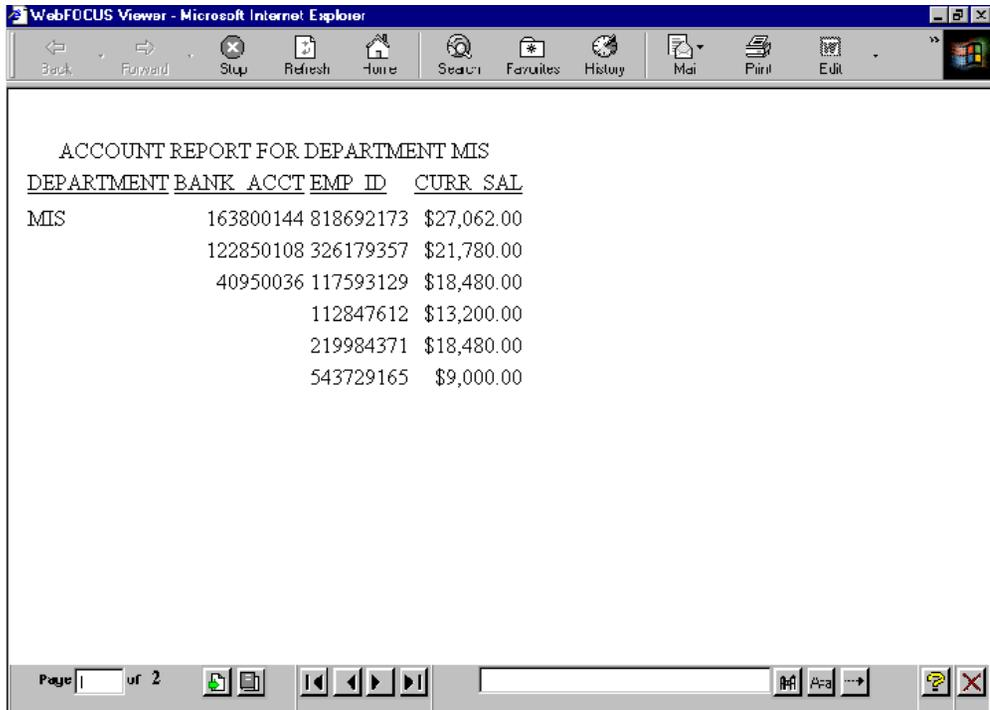 WebFOCUS Viewer - Microsoft Internet Explorer
Back Forward Stop Refresh Home Search Favorites History Mail Print Edit »
ACCOUNT REPORT FOR DEPARTMENT MIS
DEPARTMENT BANK_ACCT EMP_ID CURR_SAL
MIS 163800144 818692173 $27,062.00
122850108 326179357 $21,780.00
40950036 117593129 $18,480.00
112847612 $13,200.00
219984371 $18,480.00
543729165 $9,000.00
Page of 2